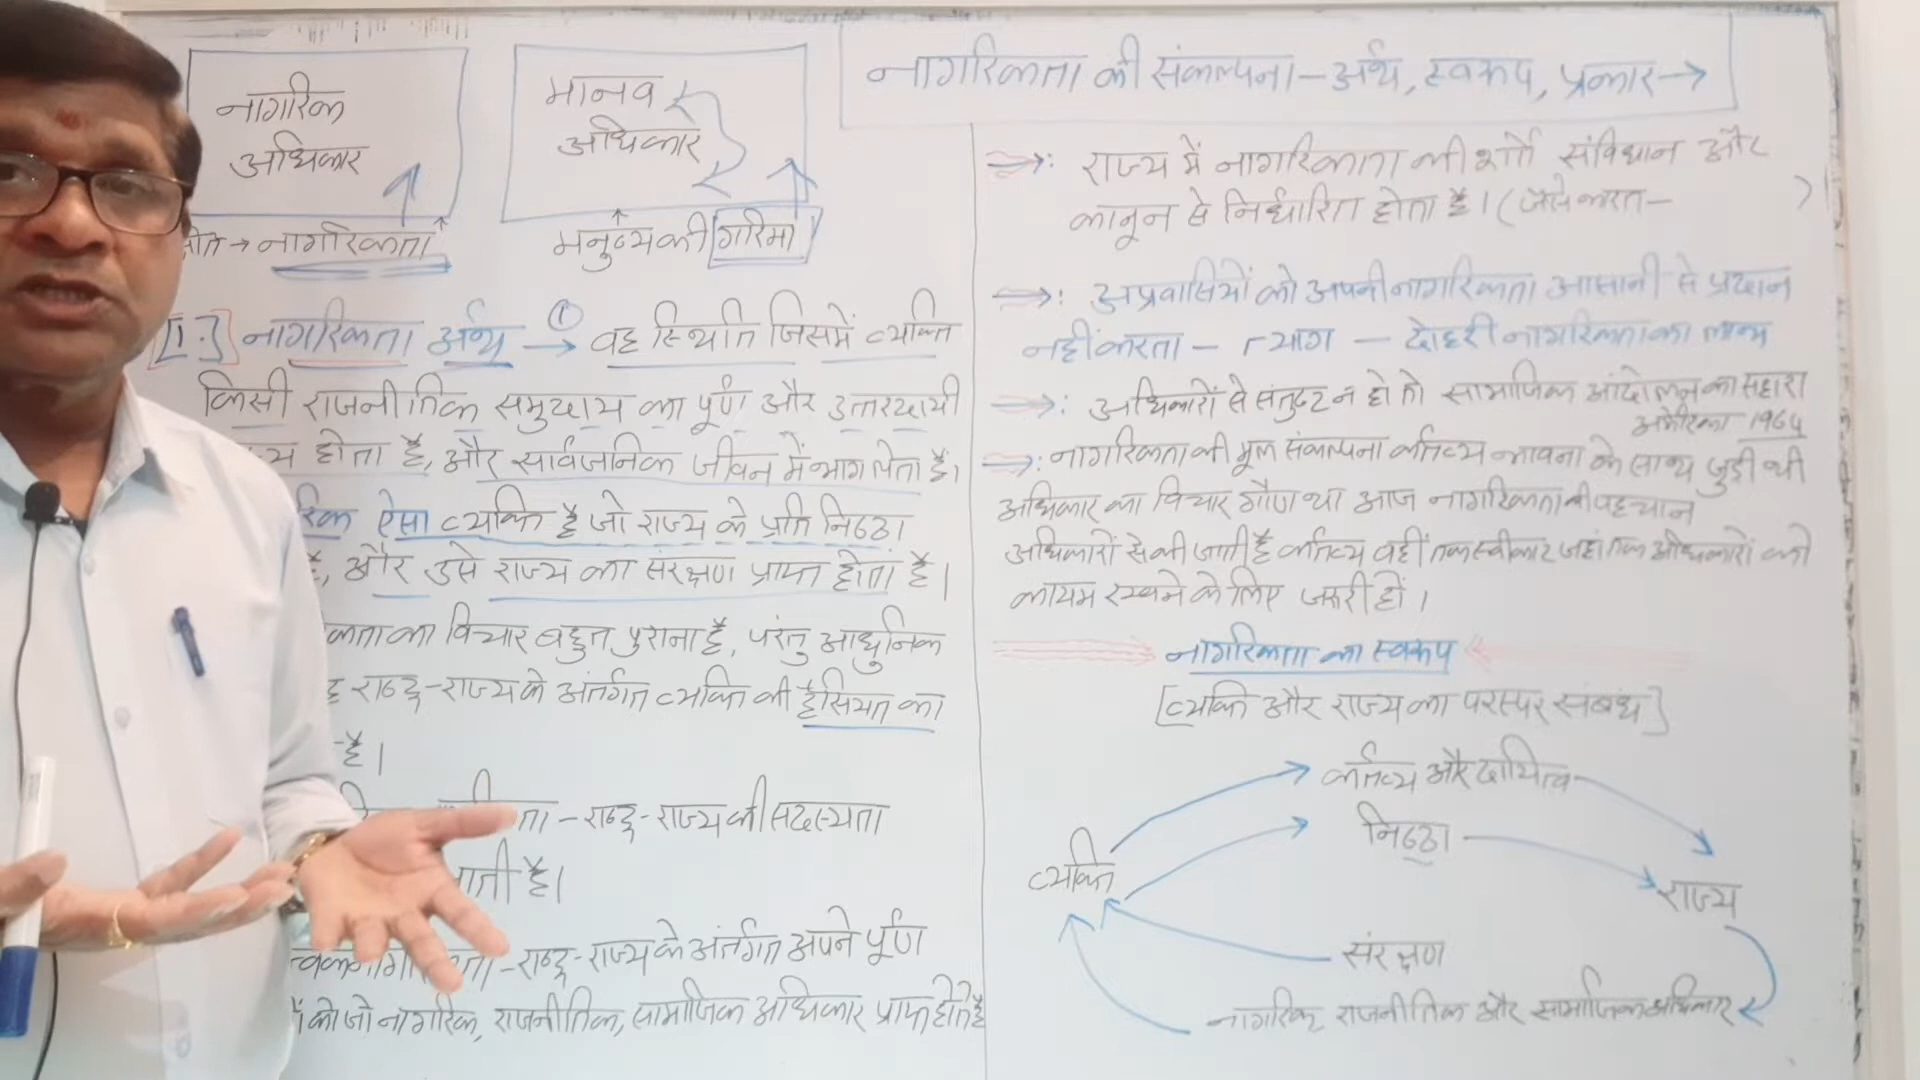 नागरिक
अधिकार
नागरिकता
मानव
अधिकार
मनुष्य की गरिमा
[1.] नागरिकता अर्थ → ① वह स्थिति जिसमें व्यक्ति
किसी राजनीतिक समुदाय का पूर्ण और उत्तरदायी
होता है, और सार्वजनिक जीवन में भाग लेता है।
ऐसा व्यक्ति है जो राज्य के प्रति निष्ठा
है, और उसे राज्य का संरक्षण प्राप्त होता है।
का विचार बहुत पुराना है, परंतु आधुनिक
राष्ट्र-राज्य के अंतर्गत व्यक्ति की हैसियत का
है।
– राष्ट्र-राज्य की सदस्यता
जाती है।
– राष्ट्र-राज्य के अंतर्गत अपने पूर्ण
को जो नागरिक, राजनीतिक, सामाजिक अधिकार प्राप्त होते है
नागरिकता की संकल्पना – अर्थ, स्वरूप, प्रकार →
⇒: राज्य में नागरिकता की शर्तें संविधान और
कानून से निर्धारित होता है। (जैसे भारत – )
⇒: अप्रवासियों को अपनी नागरिकता आसानी से प्रदान
नहीं करता – त्याग – दोहरी नागरिकता का लाभ
⇒: अधिकारों से संतुष्ट न हो तो सामाजिक आंदोलन का सहारा
अमेरिका 1964
⇒: नागरिकता की मूल संकल्पना कर्तव्य भावना के साथ जुड़ी थी
अधिकार का विचार गौण था आज नागरिकता की पहचान
अधिकारों से की जाती है कर्तव्य वहीं तक स्वीकार जहां तक अधिकारों को
कायम रखने के लिए जरूरी हों।
नागरिकता का स्वरूप
[व्यक्ति और राज्य का परस्पर संबंध]
कर्तव्य और दायित्व
निष्ठा
व्यक्ति
राज्य
संरक्षण
नागरिक, राजनीतिक और सामाजिक अधिकार